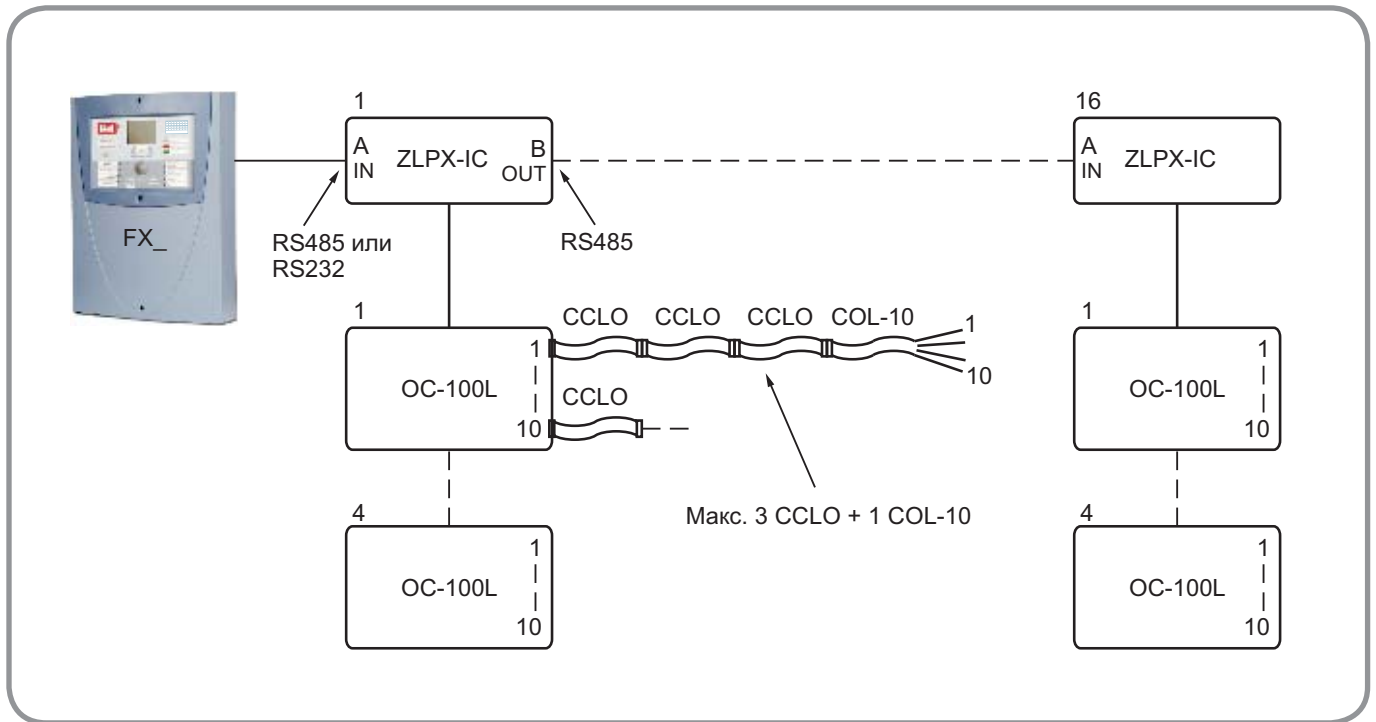 1
16
A
IN
ZLPX-IC
B
OUT
A
IN
ZLPX-IC
FX_
RS485 или
RS232
RS485
1
OC-100L
1
10
CCLO CCLO CCLO COL-10
1
10
CCLO
1
OC-100L
1
10
Макс. 3 CCLO + 1 COL-10
4
OC-100L
1
10
4
OC-100L
1
10